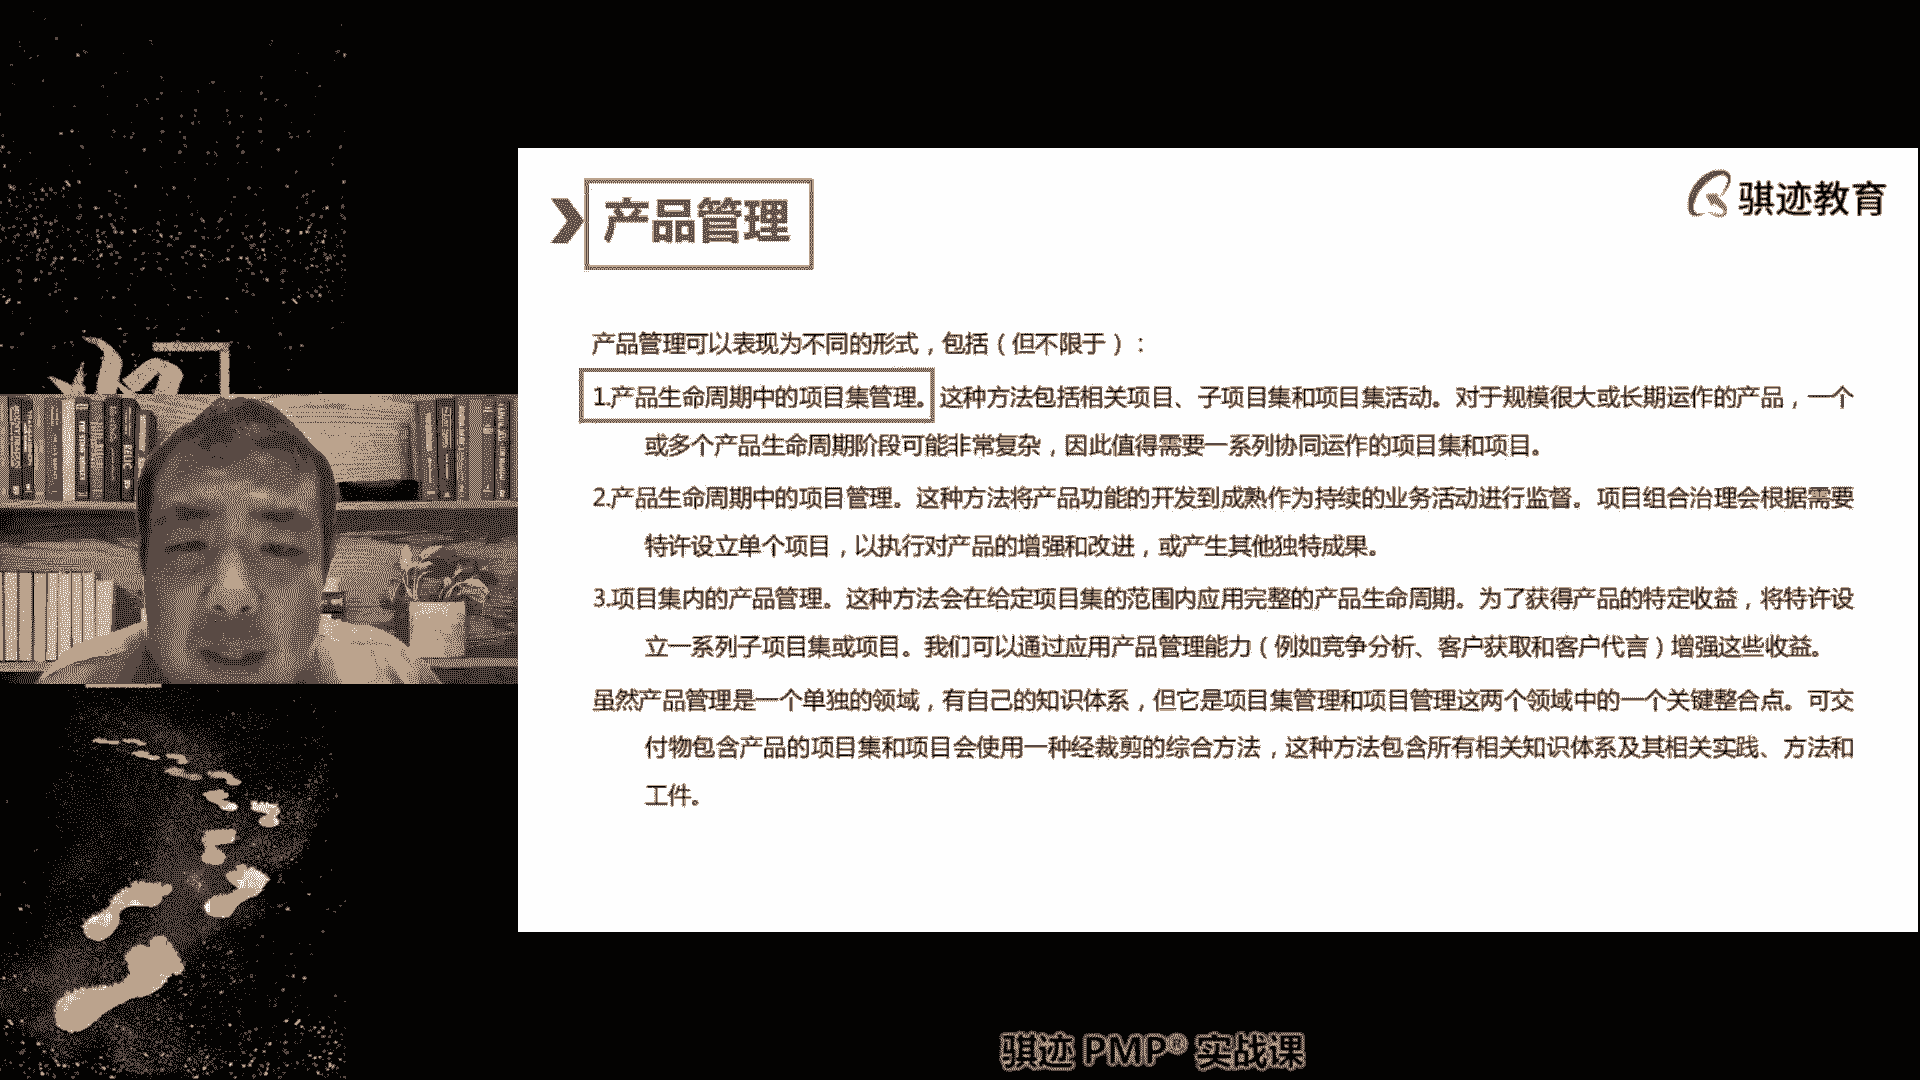 产品管理
骐迹教育
产品管理可以表现为不同的形式，包括（但不限于）：
1.产品生命周期中的项目集管理。这种方法包括相关项目、子项目集和项目集活动。对于规模很大或长期运作的产品，一个
或多个产品生命周期阶段可能非常复杂，因此值得需要一系列协同运作的项目集和项目。
2.产品生命周期中的项目管理。这种方法将产品功能的开发到成熟作为持续的业务活动进行监督。项目组合治理会根据需要
特许设立单个项目，以执行对产品的增强和改进，或产生其他独特成果。
3.项目集内的产品管理。这种方法会在给定项目集的范围内应用完整的产品生命周期。为了获得产品的特定收益，将特许设
立一系列子项目集或项目。我们可以通过应用产品管理能力（例如竞争分析、客户获取和客户代言）增强这些收益。
虽然产品管理是一个单独的领域，有自己的知识体系，但它是项目集管理和项目管理这两个领域中的一个关键整合点。可交
付物包含产品的项目集和项目会使用一种经裁剪的综合方法，这种方法包含所有相关知识体系及其相关实践、方法和
工件。
骐迹 PMP® 实战课